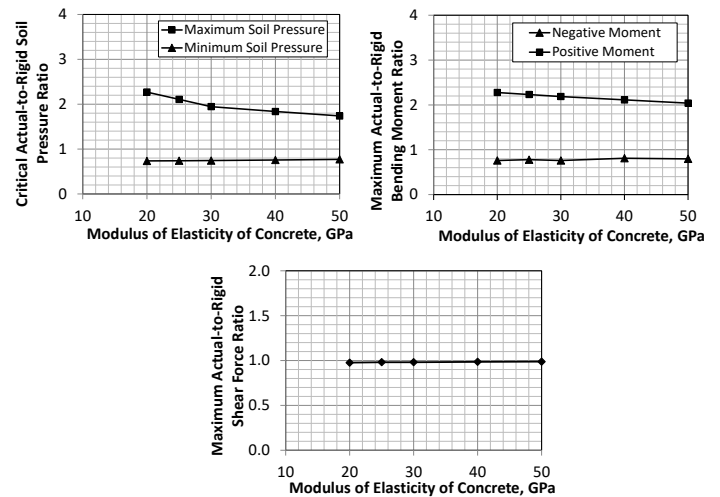 Critical Actual-to-Rigid Soil
Pressure Ratio
4
3
2
1
0
Maximum Soil Pressure
Minimum Soil Pressure
10 20 30 40 50
Modulus of Elasticity of Concrete, GPa
Maximum Actual-to-Rigid
Bending Moment Ratio
4
3
2
1
0
Negative Moment
Positive Moment
10 20 30 40 50
Modulus of Elasticity of Concrete, GPa
Maximum Actual-to-Rigid
Shear Force Ratio
2.0
1.5
1.0
0.5
0.0
10 20 30 40 50
Modulus of Elasticity of Concrete, GPa